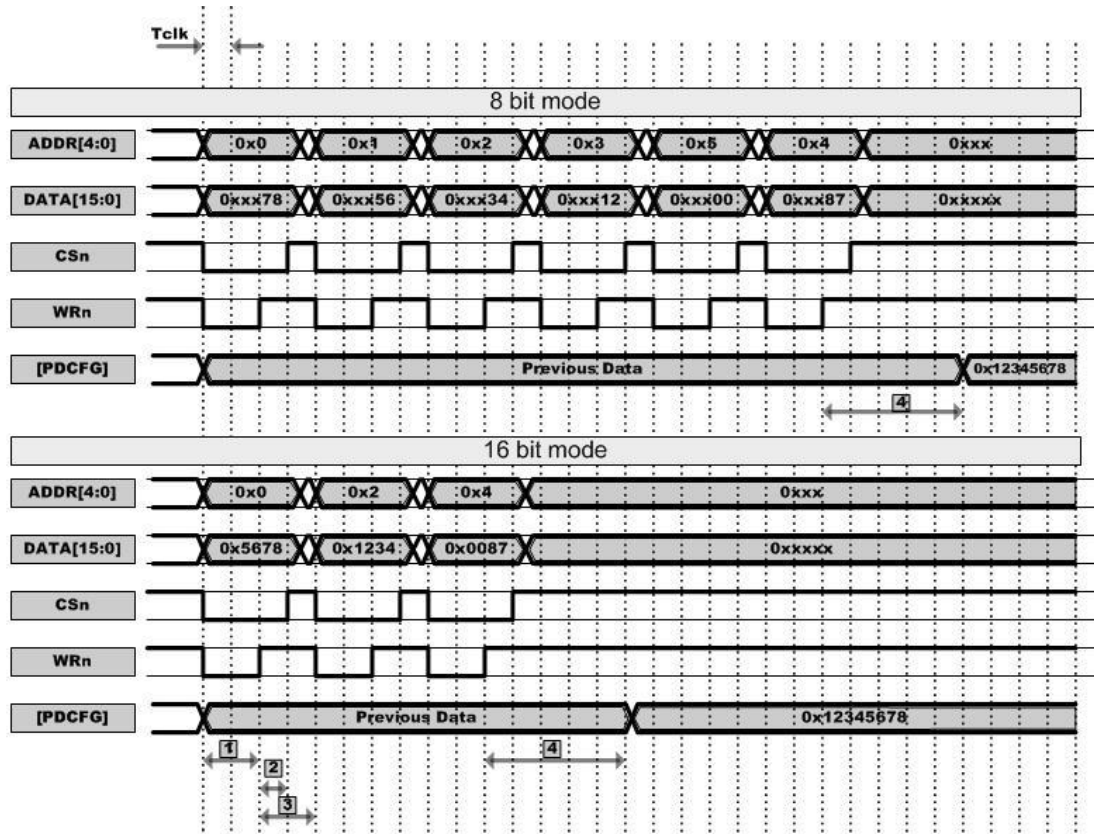 Tclk
8 bit mode
ADDR[4:0] 0x0 0x1 0x2 0x3 0x5 0x4 0xxx
DATA[15:0] 0xxx78 0xxx56 0xxx34 0xxx12 0xxx00 0xxx87 0xxxxx
CSn
WRn
[PDCFG] Previous Data 0x12345678
4
16 bit mode
ADDR[4:0] 0x0 0x2 0x4 0xxx
DATA[15:0] 0x5678 0x1234 0x0087 0xxxxx
CSn
WRn
[PDCFG] Previous Data 0x12345678
1 4
2
3